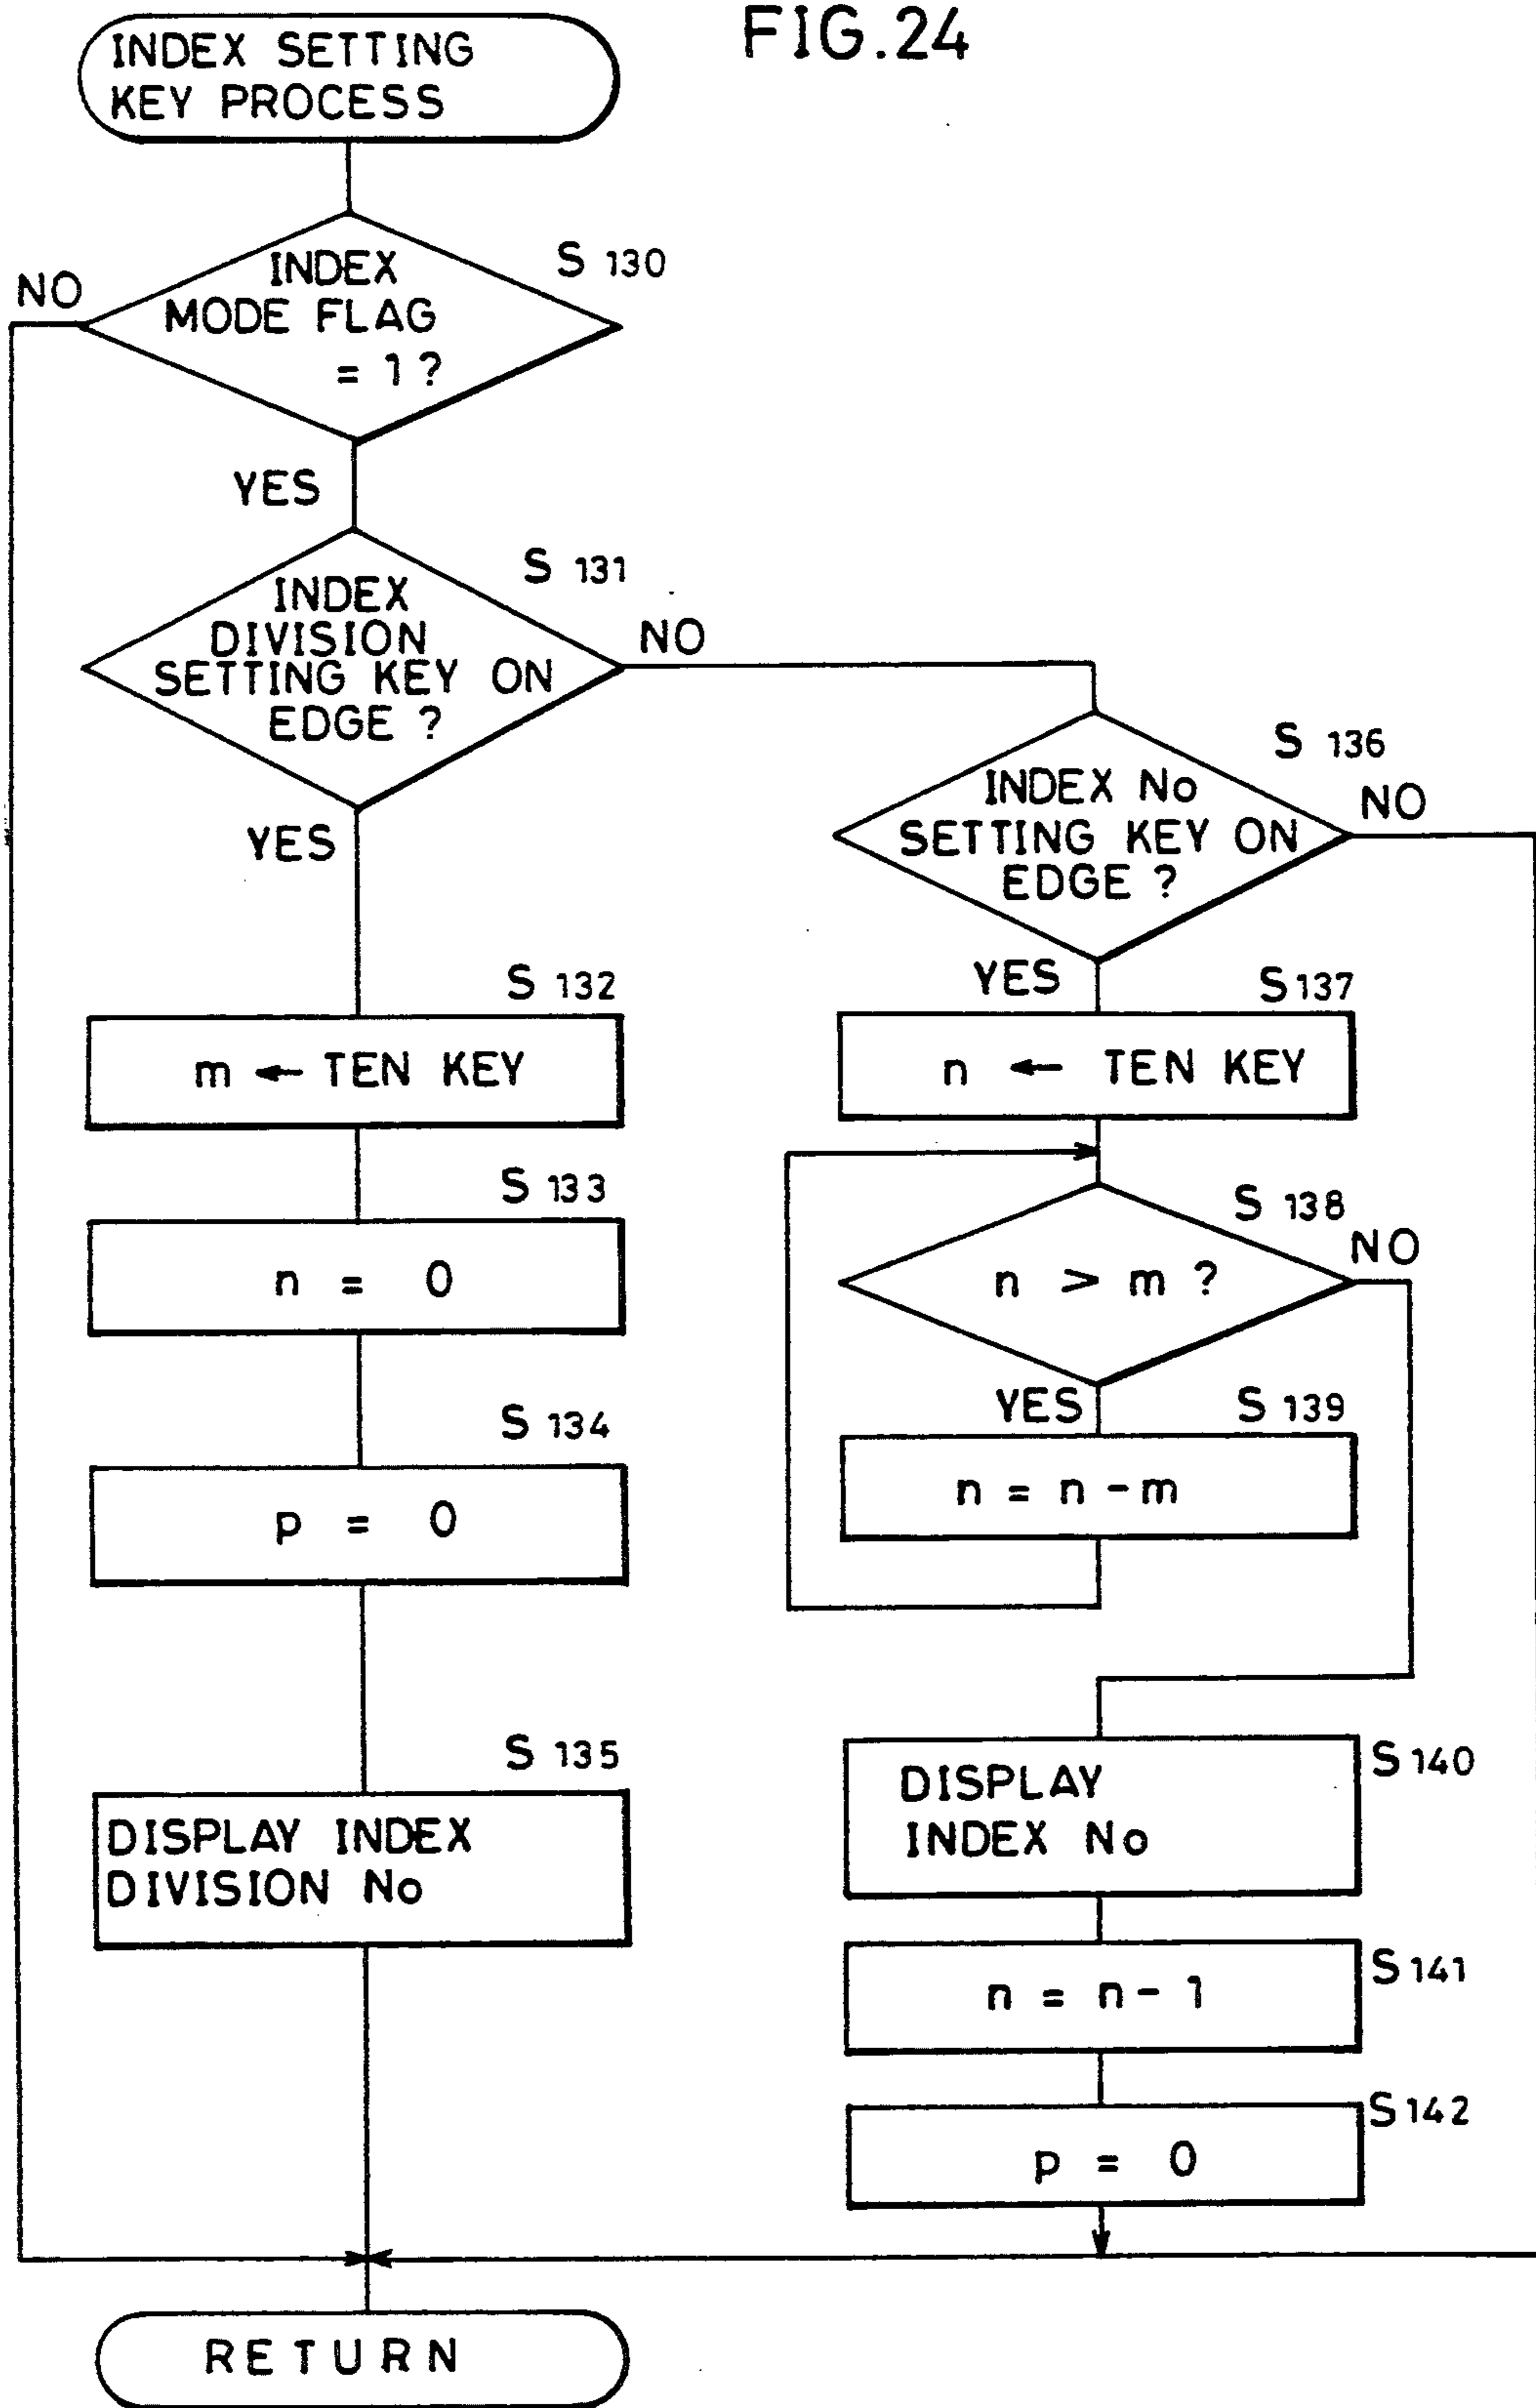 FIG.24
INDEX SETTING
KEY PROCESS
S 130
NO
INDEX
MODE FLAG
= 1 ?
YES
S 131
INDEX
DIVISION
SETTING KEY ON
EDGE ?
NO
YES
S 136
INDEX No
SETTING KEY ON
EDGE ?
NO
YES
S 132
m ← TEN KEY
S 133
n = 0
S 134
p = 0
S 135
DISPLAY INDEX
DIVISION No
S 137
n ← TEN KEY
S 138
n > m ?
NO
YES
S 139
n = n - m
S 140
DISPLAY
INDEX No
S 141
n = n - 1
S 142
p = 0
RETURN